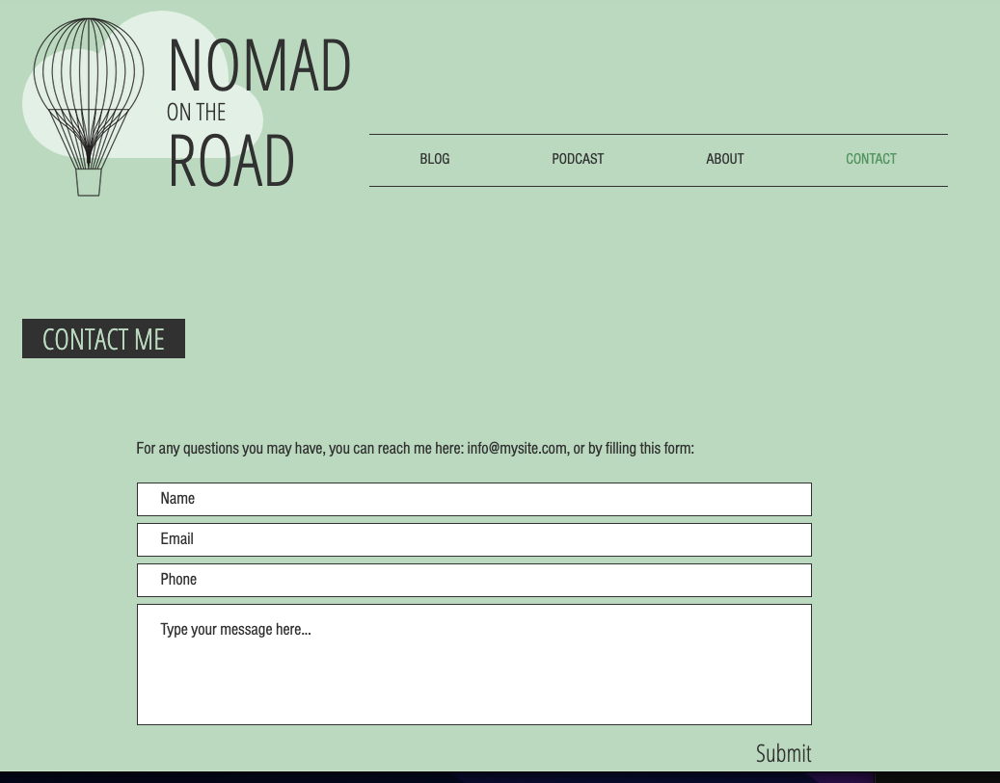 NOMAD
ON THE
ROAD
BLOG PODCAST ABOUT CONTACT
CONTACT ME
For any questions you may have, you can reach me here: info@mysite.com, or by filling this form:
Name
Email
Phone
Type your message here...
Submit